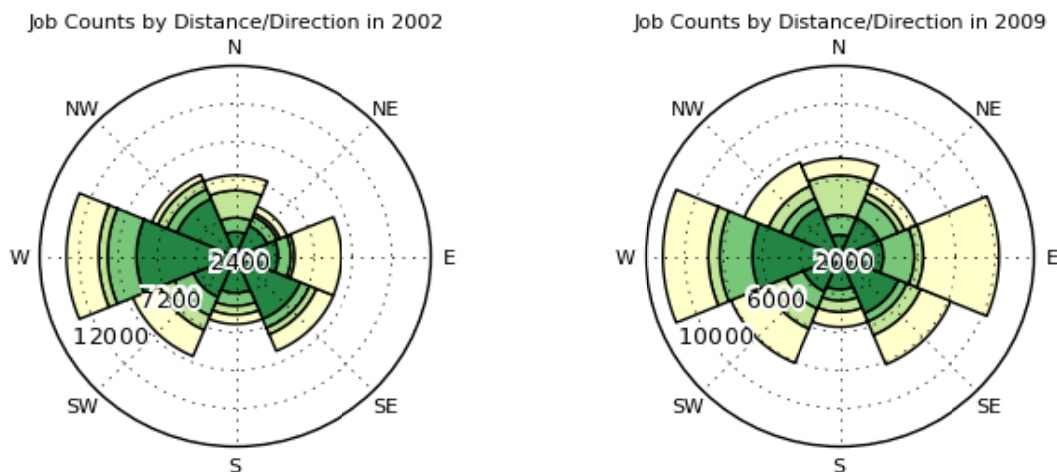 Job Counts by Distance/Direction in 2002
N
NW
NE
W
2400
E
7200
12000
SW
SE
S
Job Counts by Distance/Direction in 2009
N
NW
NE
W
2000
E
6000
10000
SW
SE
S